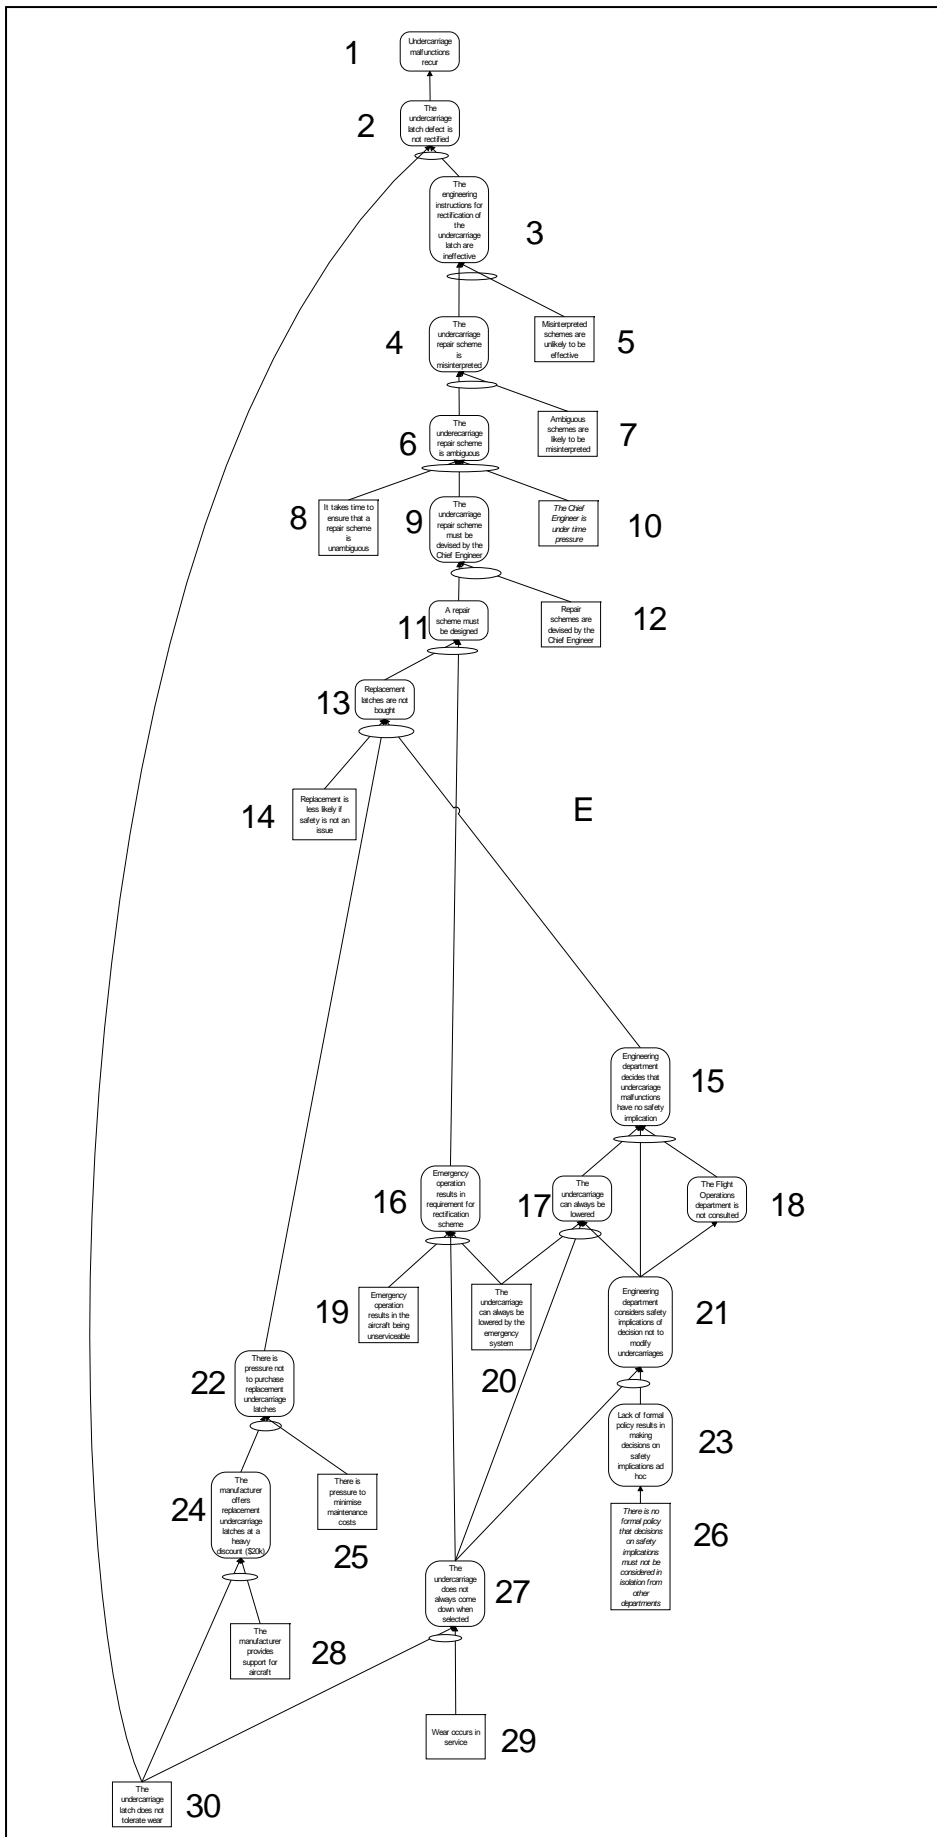 1
Undercarriage
malfunctions
recur
2
The
undercarriage
latch defect is
not rectified
The
engineering
instructions for
rectification of
the
undercarriage
latch are
ineffective
3
4
The
undercarriage
repair scheme
is
misinterpreted
Misinterpreted
schemes are
unlikely to be
effective
5
6
The
underecarriage
repair scheme
is ambiguous
Ambiguous
schemes are
likely to be
misinterpreted
7
8
It takes time to
ensure that a
repair scheme
is
unambiguous
9
The
undercarriage
repair scheme
must be
devised by the
Chief Engineer
The Chief
Engineer is
under time
pressure
10
11
A repair
scheme must
be designed
Repair
schemes are
devised by the
Chief Engineer
12
13
Replacement
latches are not
bought
14
Replacement is
less likely if
safety is not an
issue
E
Engineering
department
decides that
undercarriage
malfunctions
have no safety
implication
15
16
Emergency
operation
results in
requirement for
rectification
scheme
17
The
undercarriage
can always be
lowered
The Flight
Operations
department is
not consulted
18
19
Emergency
operation
results in the
aircraft being
unserviceable
The
undercarriage
can always be
lowered by the
emergency
system
20
Engineering
department
considers safety
implications of
decision not to
modify
undercarriages
21
22
There is
pressure not
to purchase
replacement
undercarriage
latches
Lack of formal
policy results in
making
decisions on
safety
implications ad
hoc
23
24
The
manufacturer
offers
replacement
undercarriage
latches at a
heavy
discount ($20k)
There is
pressure to
minimise
maintenance
costs
25
There is no
formal policy
that decisions
on safety
implications
must not be
considered in
isolation from
other
departments
26
The
undercarriage
does not
always come
down when
selected
27
The
manufacturer
provides
support for
aircraft
28
Wear occurs in
service
29
The
undercarriage
latch does not
tolerate wear
30